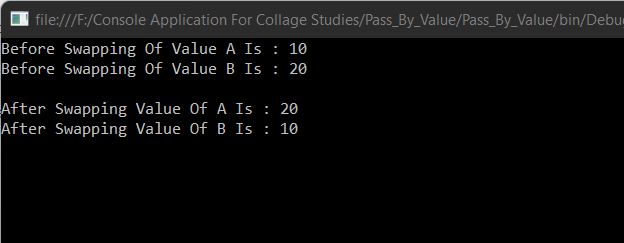 file:///F:/Console Application For Collage Studies/Pass_By_Value/Pass_By_Value/bin/Debu
Before Swapping Of Value A Is : 10
Before Swapping Of Value B Is : 20
After Swapping Value Of A Is : 20
After Swapping Value Of B Is : 10